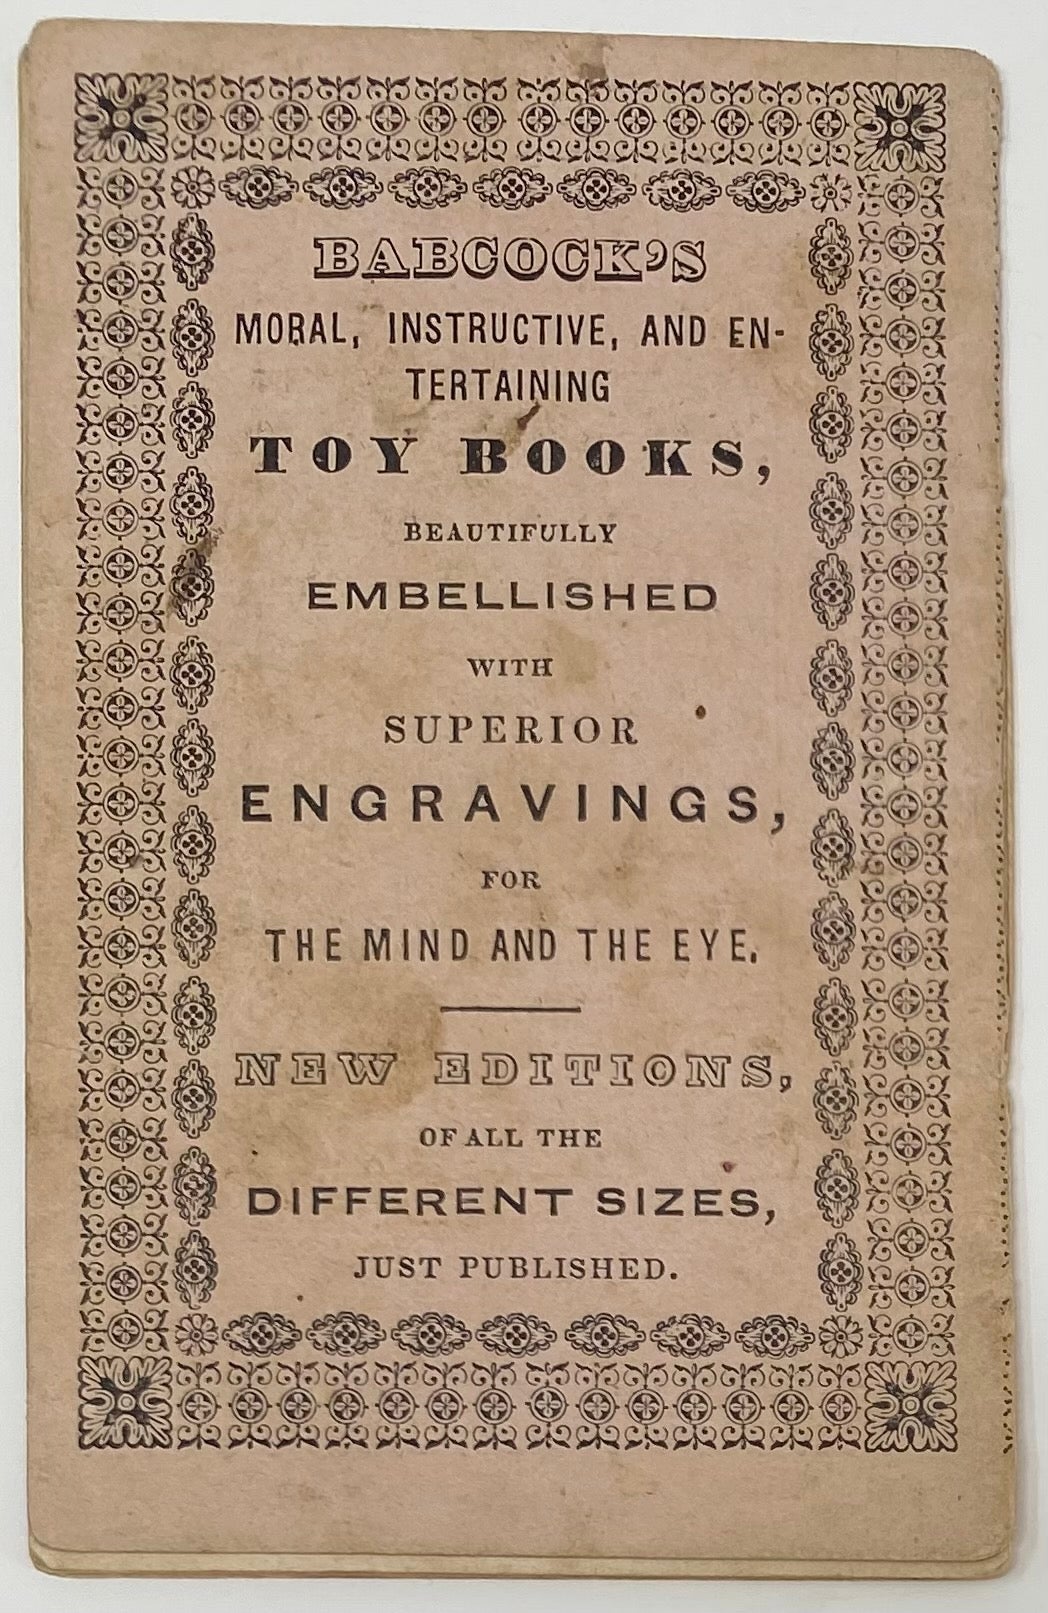 BABCOCK'S
MORAL, INSTRUCTIVE, AND EN-
TERTAINING
TOY BOOKS,
BEAUTIFULLY
EMBELLISHED
WITH
SUPERIOR
ENGRAVINGS,
FOR
THE MIND AND THE EYE.
NEW EDITIONS,
OF ALL THE
DIFFERENT SIZES,
JUST PUBLISHED.